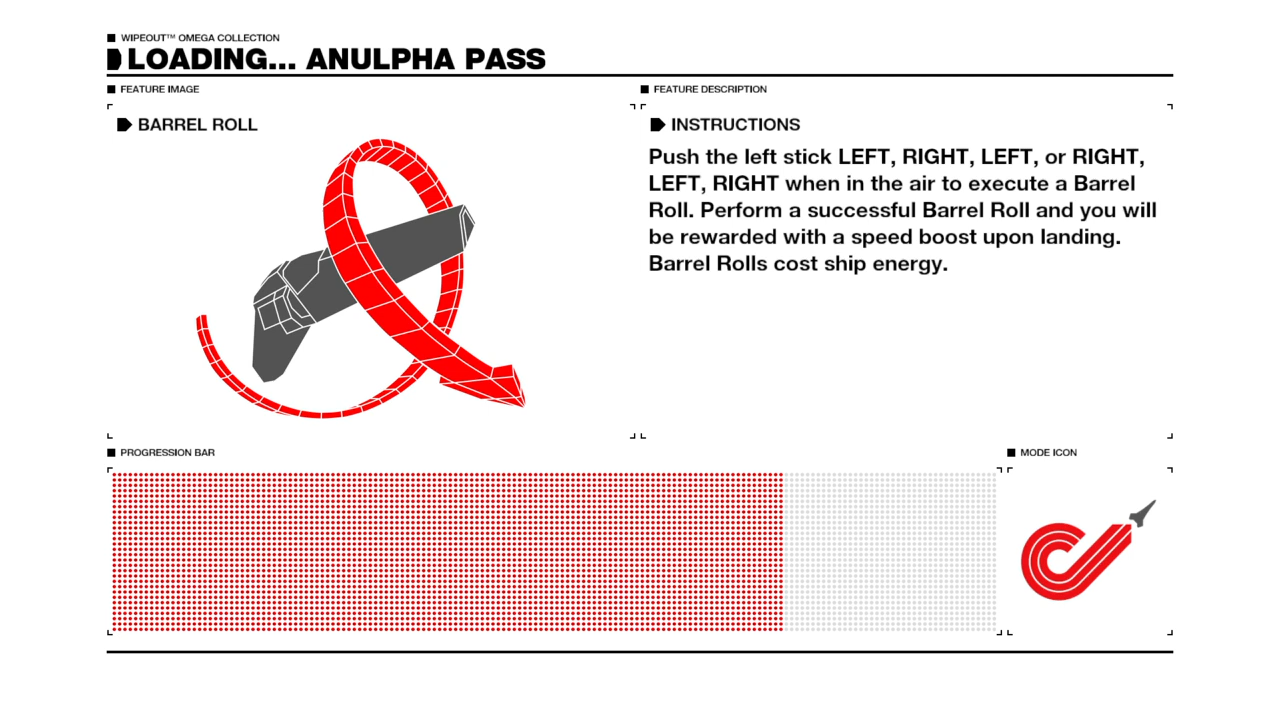 WIPEOUT™ OMEGA COLLECTION
LOADING... ANULPHA PASS
FEATURE IMAGE
BARREL ROLL
FEATURE DESCRIPTION
INSTRUCTIONS
Push the left stick LEFT, RIGHT, LEFT, or RIGHT,
LEFT, RIGHT when in the air to execute a Barrel
Roll. Perform a successful Barrel Roll and you will
be rewarded with a speed boost upon landing.
Barrel Rolls cost ship energy.
PROGRESSION BAR
MODE ICON